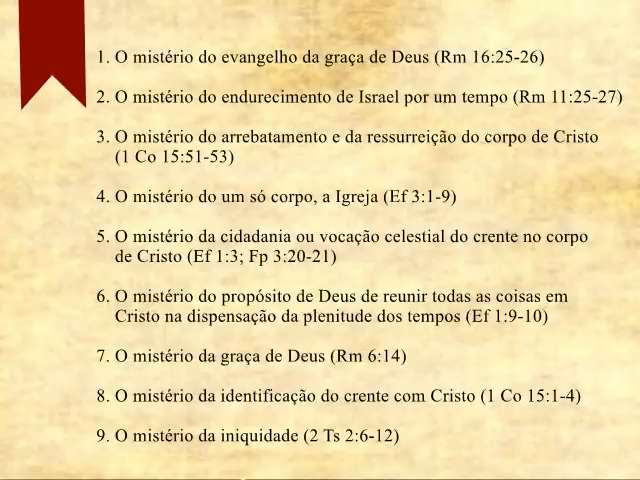 1. O mistério do evangelho da graça de Deus (Rm 16:25-26)
2. O mistério do endurecimento de Israel por um tempo (Rm 11:25-27)
3. O mistério do arrebatamento e da ressurreição do corpo de Cristo
(1 Co 15:51-53)
4. O mistério do um só corpo, a Igreja (Ef 3:1-9)
5. O mistério da cidadania ou vocação celestial do crente no corpo
de Cristo (Ef 1:3; Fp 3:20-21)
6. O mistério do propósito de Deus de reunir todas as coisas em
Cristo na dispensação da plenitude dos tempos (Ef 1:9-10)
7. O mistério da graça de Deus (Rm 6:14)
8. O mistério da identificação do crente com Cristo (1 Co 15:1-4)
9. O mistério da iniquidade (2 Ts 2:6-12)